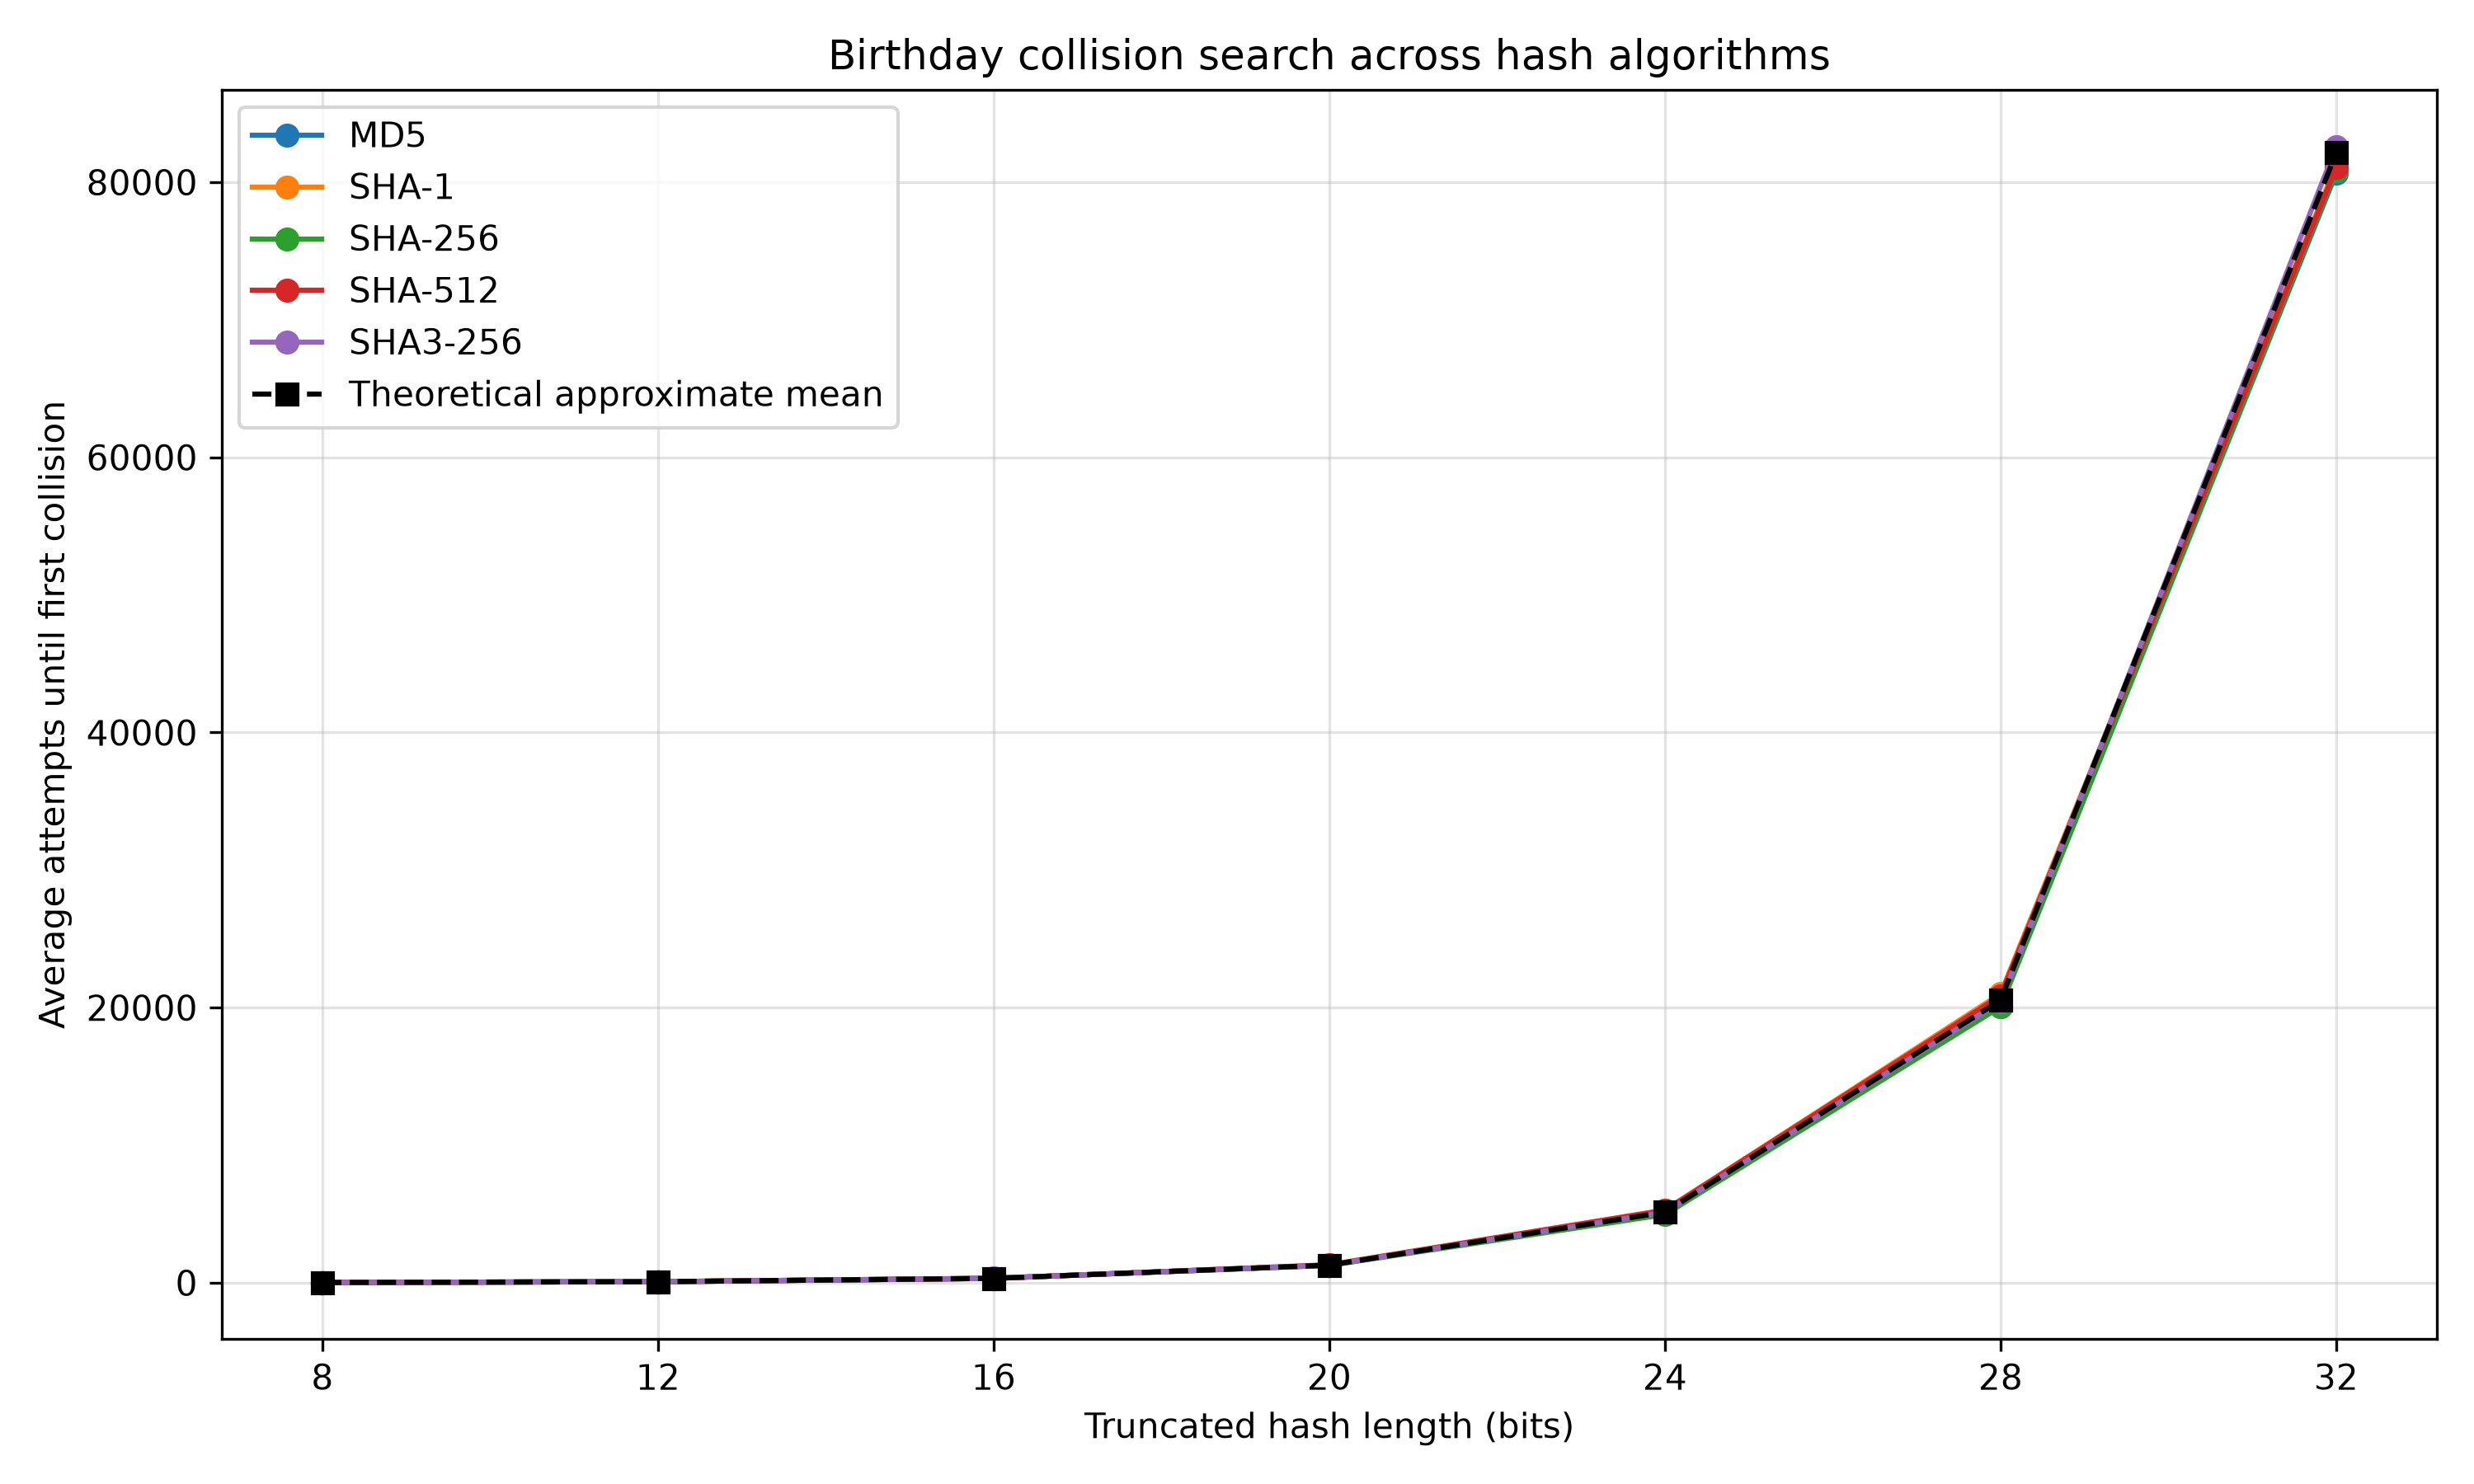 Birthday collision search across hash algorithms
MD5
SHA-1
SHA-256
SHA-512
SHA3-256
Theoretical approximate mean
Average attempts until first collision
80000
60000
40000
20000
0
8 12 16 20 24 28 32
Truncated hash length (bits)